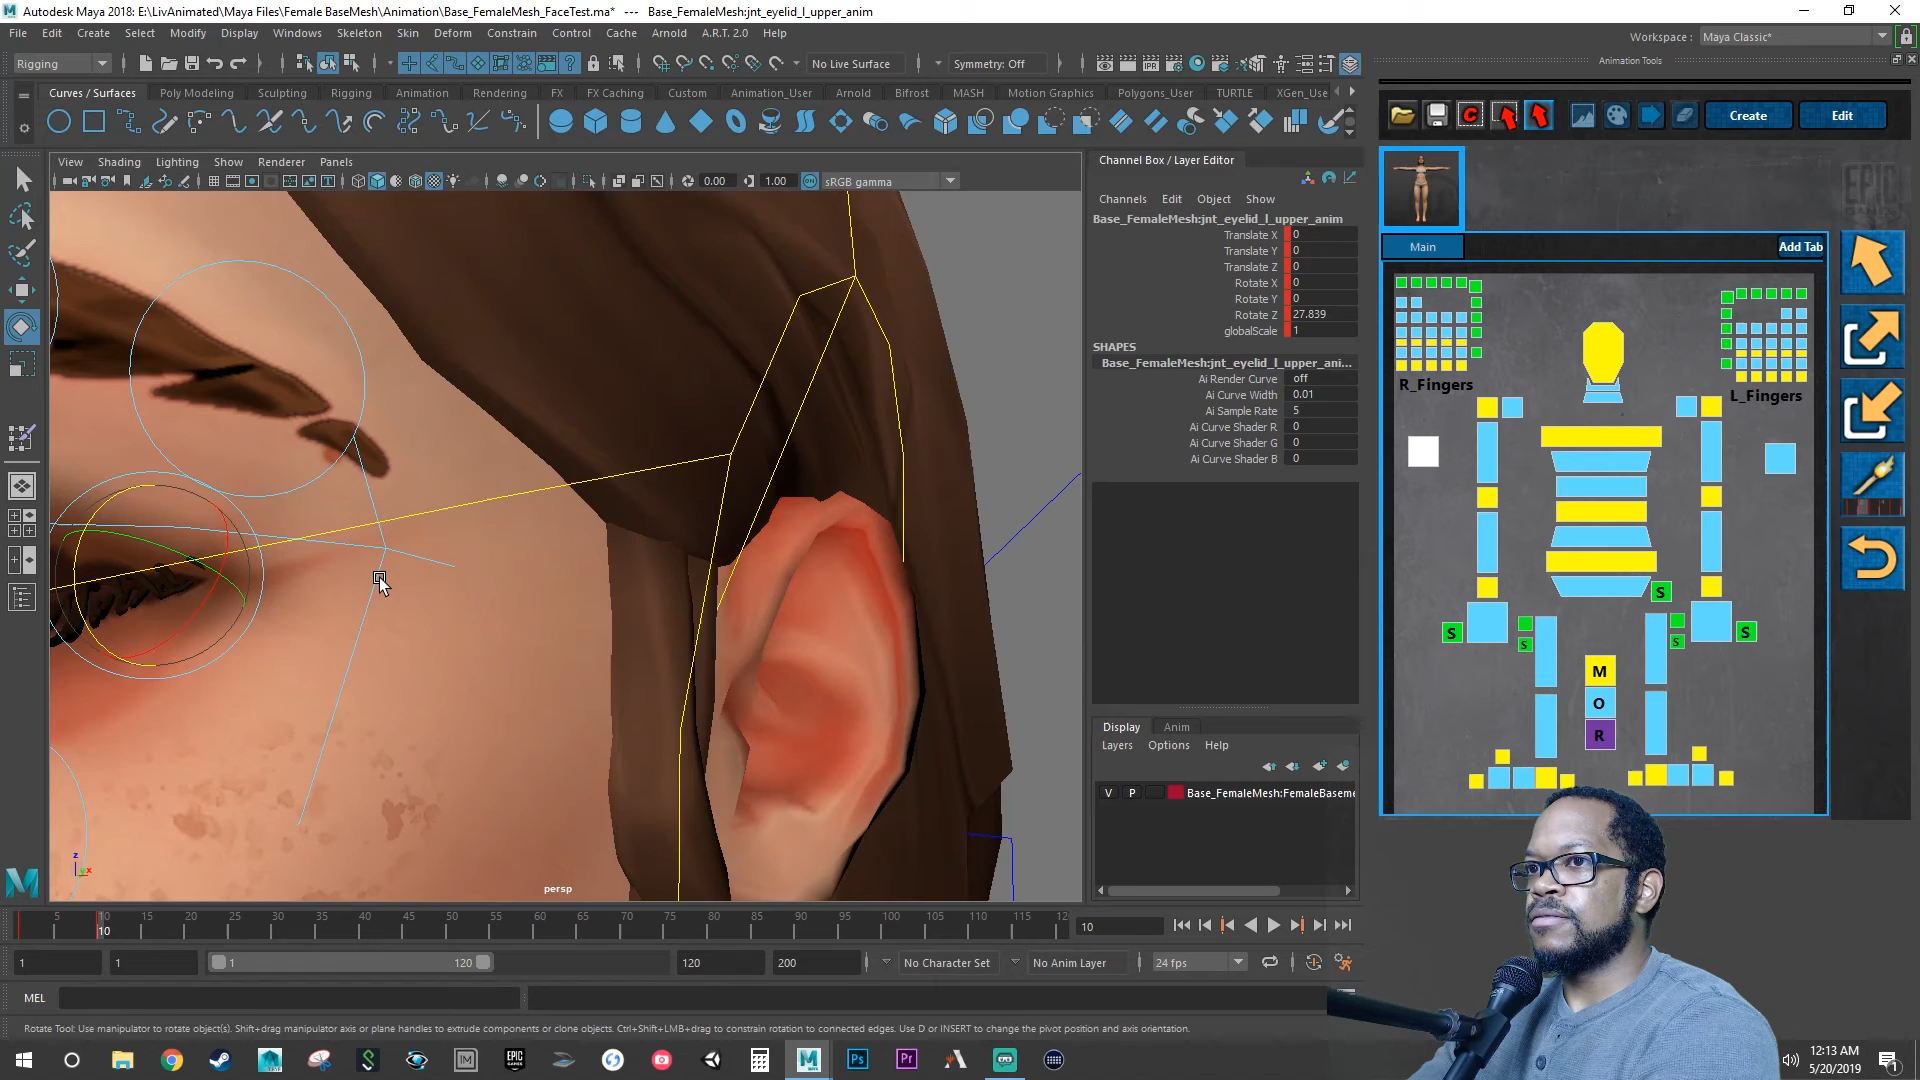 Autodesk Maya 2018: E:\LivAnimated\Maya Files\Female BaseMesh\Animation\Base_FemaleMesh_FaceTest.ma*   ---   Base_FemaleMesh:jnt_eyelid_l_upper_anim
File Edit Create Select Modify Display Windows Skeleton Skin Deform Constrain Control Cache Arnold A.R.T. 2.0 Help
Workspace : Maya Classic*
Rigging
No Live Surface
Symmetry: Off
Animation Tools
Curves / Surfaces Poly Modeling Sculpting Rigging Animation Rendering FX FX Caching Custom Animation_User Arnold Bifrost MASH Motion Graphics Polygons_User TURTLE XGen_Use
Create
Edit
View Shading Lighting Show Renderer Panels
0.00 1.00 sRGB gamma
Channel Box / Layer Editor
Channels Edit Object Show
Base_FemaleMesh:jnt_eyelid_l_upper_anim
Translate X 0
Translate Y 0
Translate Z 0
Rotate X 0
Rotate Y 0
Rotate Z 27.839
globalScale 1
SHAPES
Base_FemaleMesh:jnt_eyelid_l_upper_ani...
Ai Render Curve off
Ai Curve Width 0.01
Ai Sample Rate 5
Ai Curve Shader R 0
Ai Curve Shader G 0
Ai Curve Shader B 0
Main
Add Tab
R_Fingers
L_Fingers
S
S
S
S
S
M
O
R
Display Anim
Layers Options Help
V P Base_FemaleMesh:FemaleBaseme
persp
z
x
5 10 15 20 25 30 35 40 45 50 55 60 65 70 75 80 85 90 95 100 105 110 115 12
10
10
1 1 1 120 120 200 No Character Set No Anim Layer 24 fps
MEL
Rotate Tool: Use manipulator to rotate object(s). Shift+drag manipulator axis or plane handles to extrude components or clone objects. Ctrl+Shift+LMB+drag to constrain rotation to connected edges. Use D or INSERT to change the pivot position and axis orientation.
12:13 AM
5/20/2019